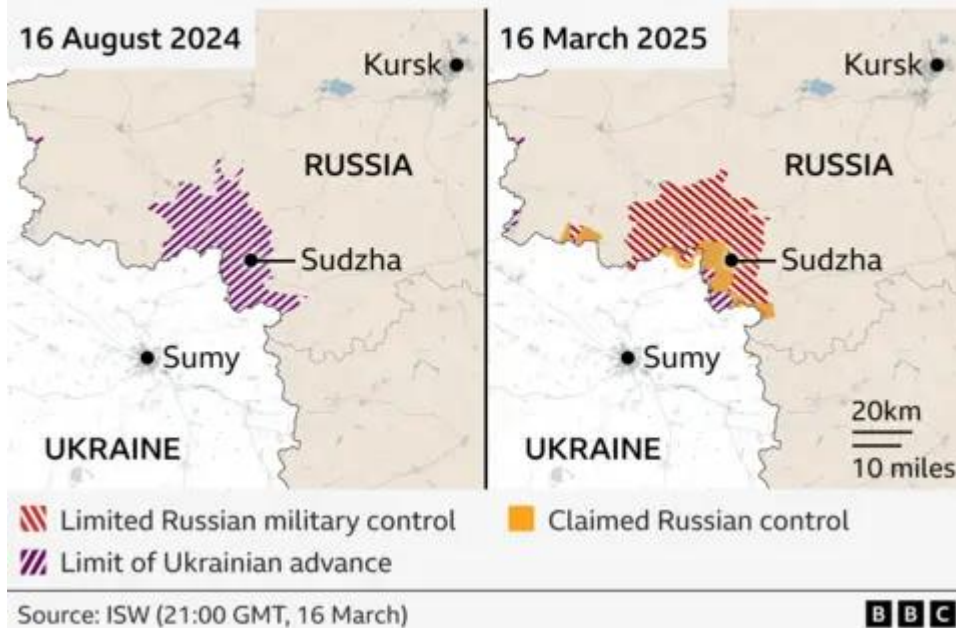 16 August 2024
Kursk
RUSSIA
Sudzha
Sumy
UKRAINE
16 March 2025
Kursk
RUSSIA
Sudzha
Sumy
UKRAINE
20km
10 miles
Limited Russian military control
Claimed Russian control
Limit of Ukrainian advance
Source: ISW (21:00 GMT, 16 March)
BBC